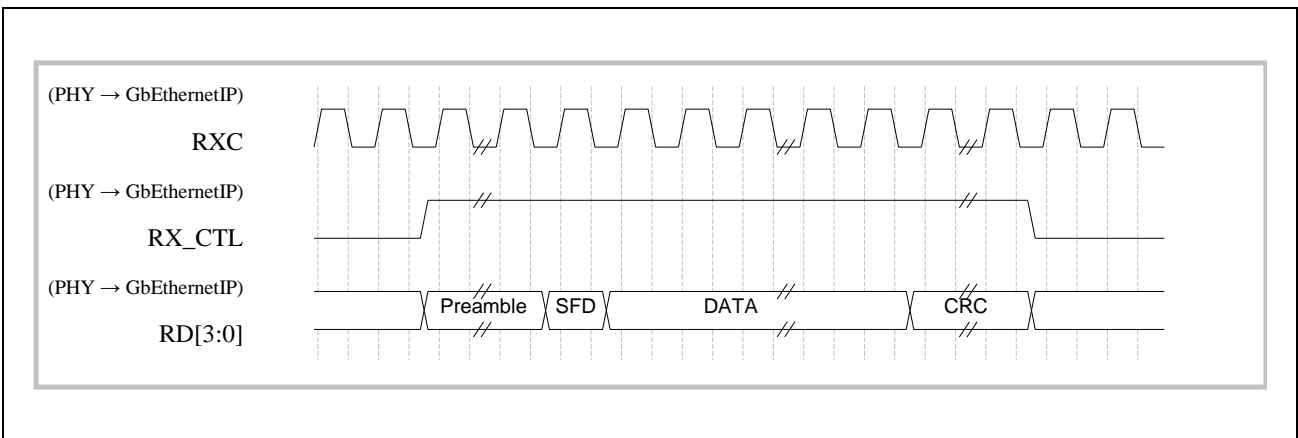 (PHY → GbEthernetIP)
RXC
(PHY → GbEthernetIP)
RX_CTL
(PHY → GbEthernetIP)
RD[3:0]
Preamble SFD DATA CRC